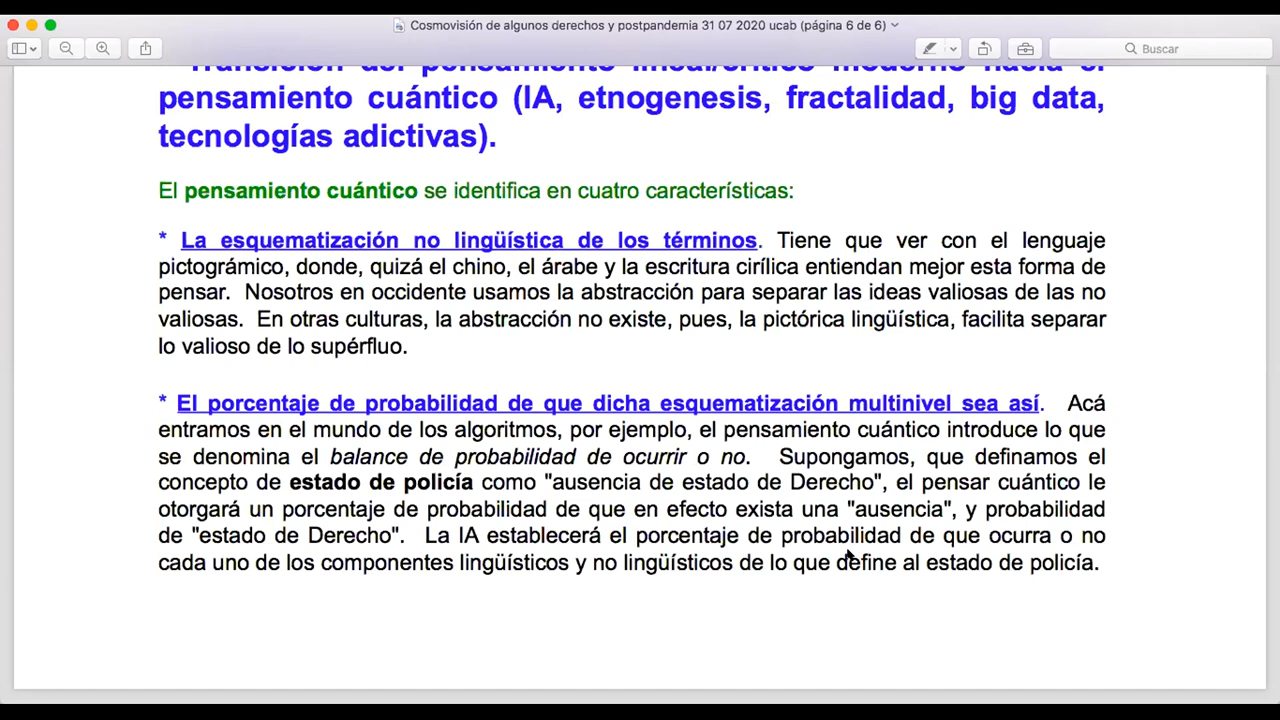 Cosmovisión de algunos derechos y postpandemia 31 07 2020 ucab (página 6 de 6)
Buscar
Transición del pensamiento lineal/crítico moderno hacia el
pensamiento cuántico (IA, etnogenesis, fractalidad, big data,
tecnologías adictivas).
El pensamiento cuántico se identifica en cuatro características:
* La esquematización no lingüística de los términos. Tiene que ver con el lenguaje
pictográmico, donde, quizá el chino, el árabe y la escritura cirílica entiendan mejor esta forma de
pensar. Nosotros en occidente usamos la abstracción para separar las ideas valiosas de las no
valiosas. En otras culturas, la abstracción no existe, pues, la pictórica lingüística, facilita separar
lo valioso de lo supérfluo.
* El porcentaje de probabilidad de que dicha esquematización multinivel sea así. Acá
entramos en el mundo de los algoritmos, por ejemplo, el pensamiento cuántico introduce lo que
se denomina el balance de probabilidad de ocurrir o no. Supongamos, que definamos el
concepto de estado de policía como "ausencia de estado de Derecho", el pensar cuántico le
otorgará un porcentaje de probabilidad de que en efecto exista una "ausencia", y probabilidad
de "estado de Derecho". La IA establecerá el porcentaje de probabilidad de que ocurra o no
cada uno de los componentes lingüísticos y no lingüísticos de lo que define al estado de policía.